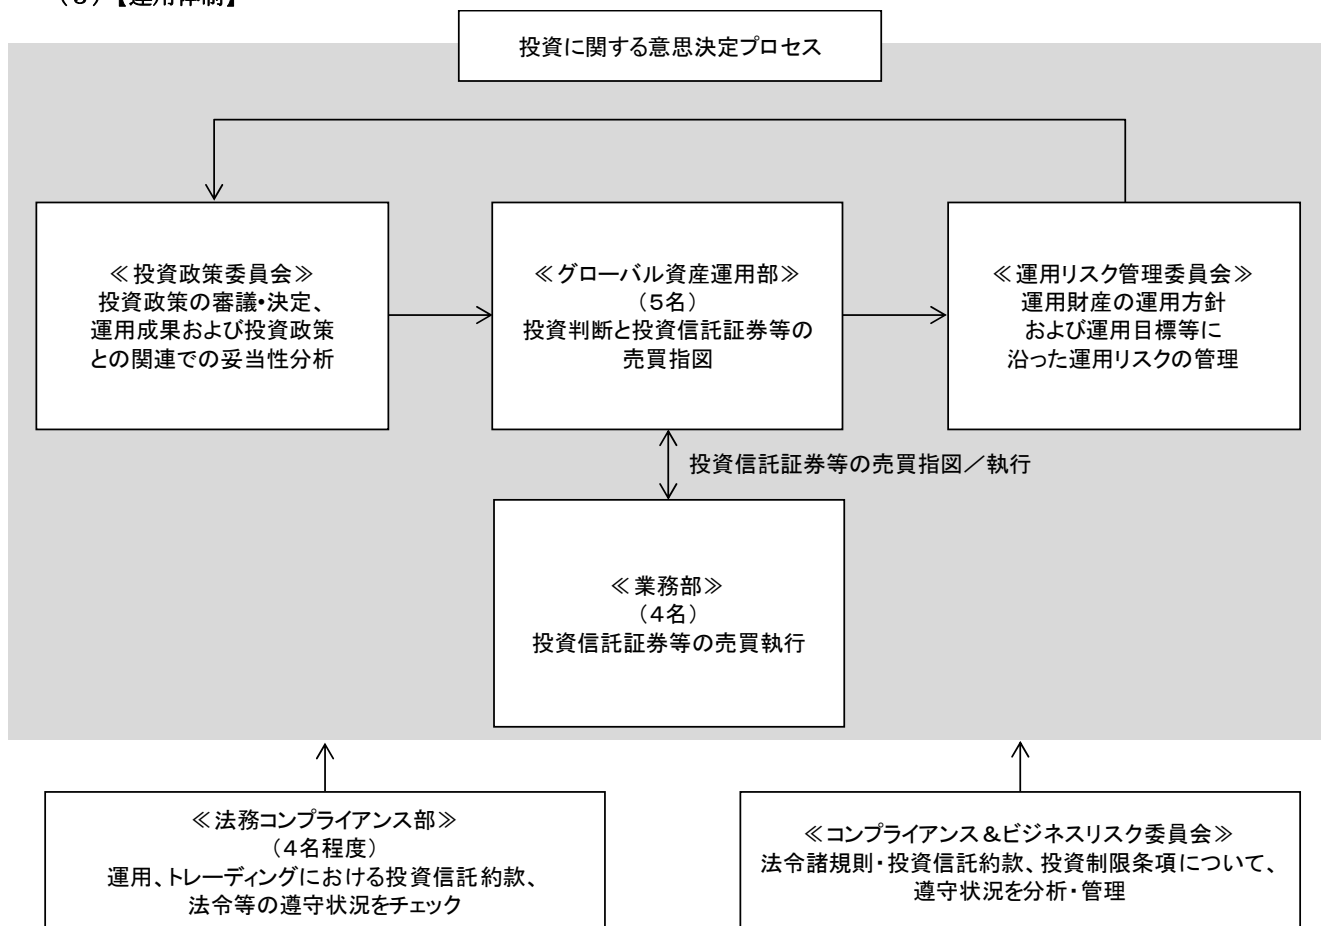 【運用体制】
投資に関する意思決定プロセス
≪投資政策委員会≫
投資政策の審議・決定、
運用成果および投資政策
との関連での妥当性分析
≪グローバル資産運用部≫
（5名）
投資判断と投資信託証券等の
売買指図
≪運用リスク管理委員会≫
運用財産の運用方針
および運用目標等に
沿った運用リスクの管理
投資信託証券等の売買指図／執行
≪業務部≫
（4名）
投資信託証券等の売買執行
≪法務コンプライアンス部≫
（4名程度）
運用、トレーディングにおける投資信託約款、
法令等の遵守状況をチェック
≪コンプライアンス＆ビジネスリスク委員会≫
法令諸規則・投資信託約款、投資制限条項について、
遵守状況を分析・管理